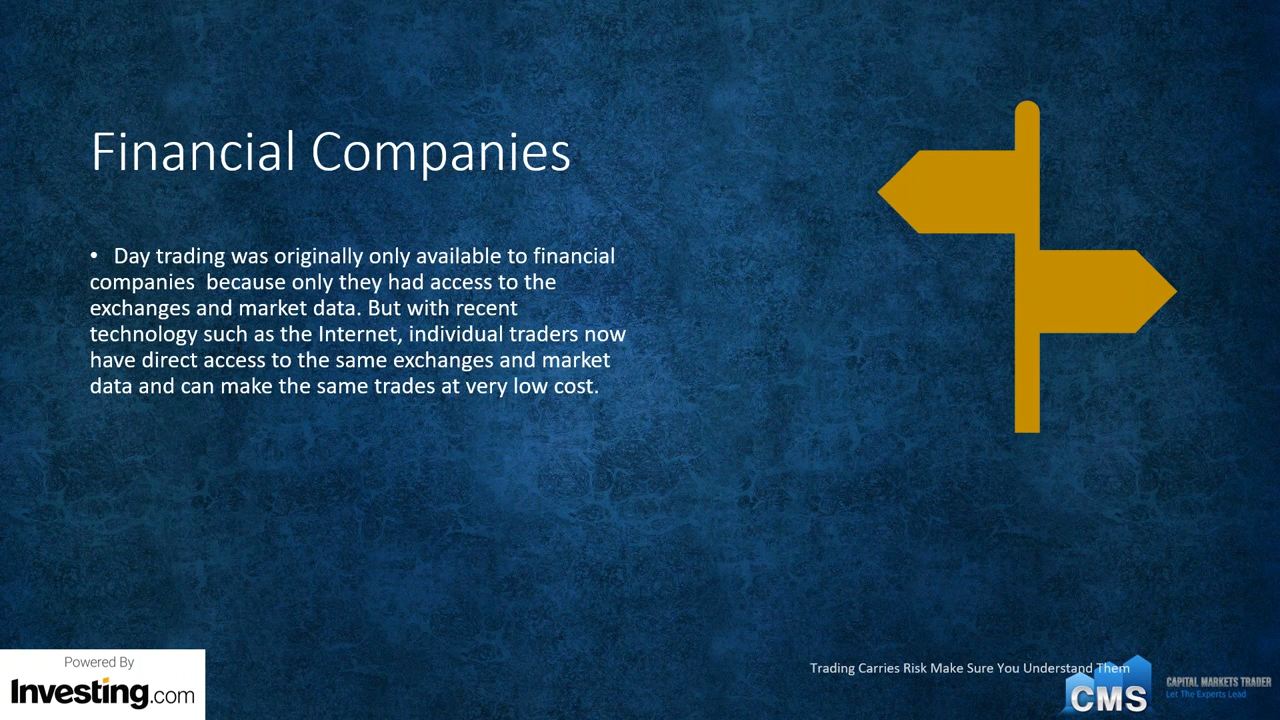 Financial Companies
• Day trading was originally only available to financial
companies  because only they had access to the
exchanges and market data. But with recent
technology such as the Internet, individual traders now
have direct access to the same exchanges and market
data and can make the same trades at very low cost.
Powered By
Investing.com
Trading Carries Risk Make Sure You Understand Them
CMS
CAPITAL MARKETS TRADER
Let The Experts Lead